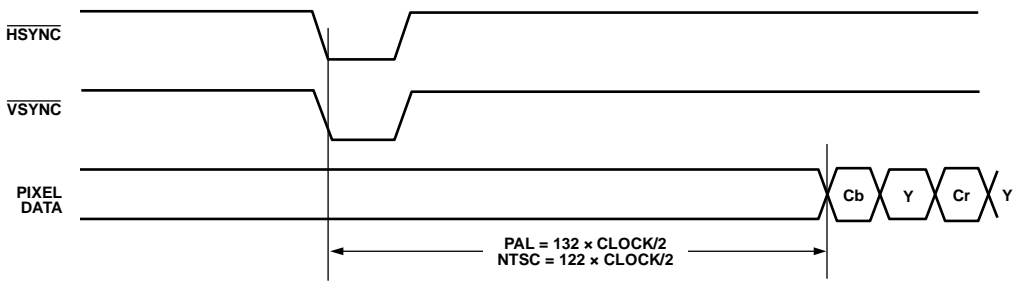 HSYNC
VSYNC
PIXEL
DATA
Cb Y Cr Y
PAL = 132 × CLOCK/2
NTSC = 122 × CLOCK/2